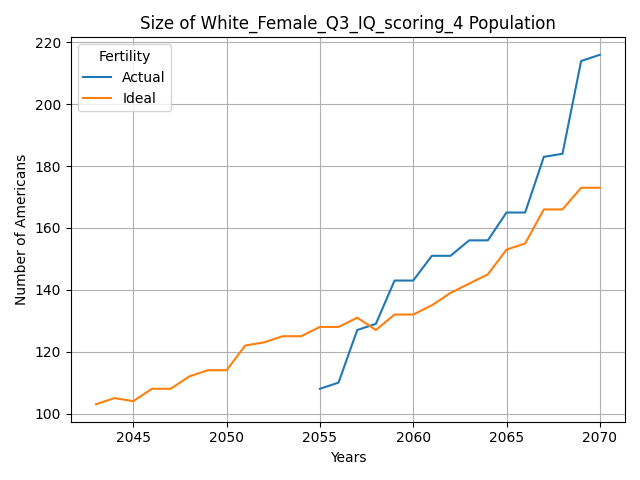 Size of White_Female_Q3_IQ_scoring_4 Population
220
200
180
160
140
120
100
Number of Americans
Fertility
Actual
Ideal
2045
2050
2055
2060
2065
2070
Years